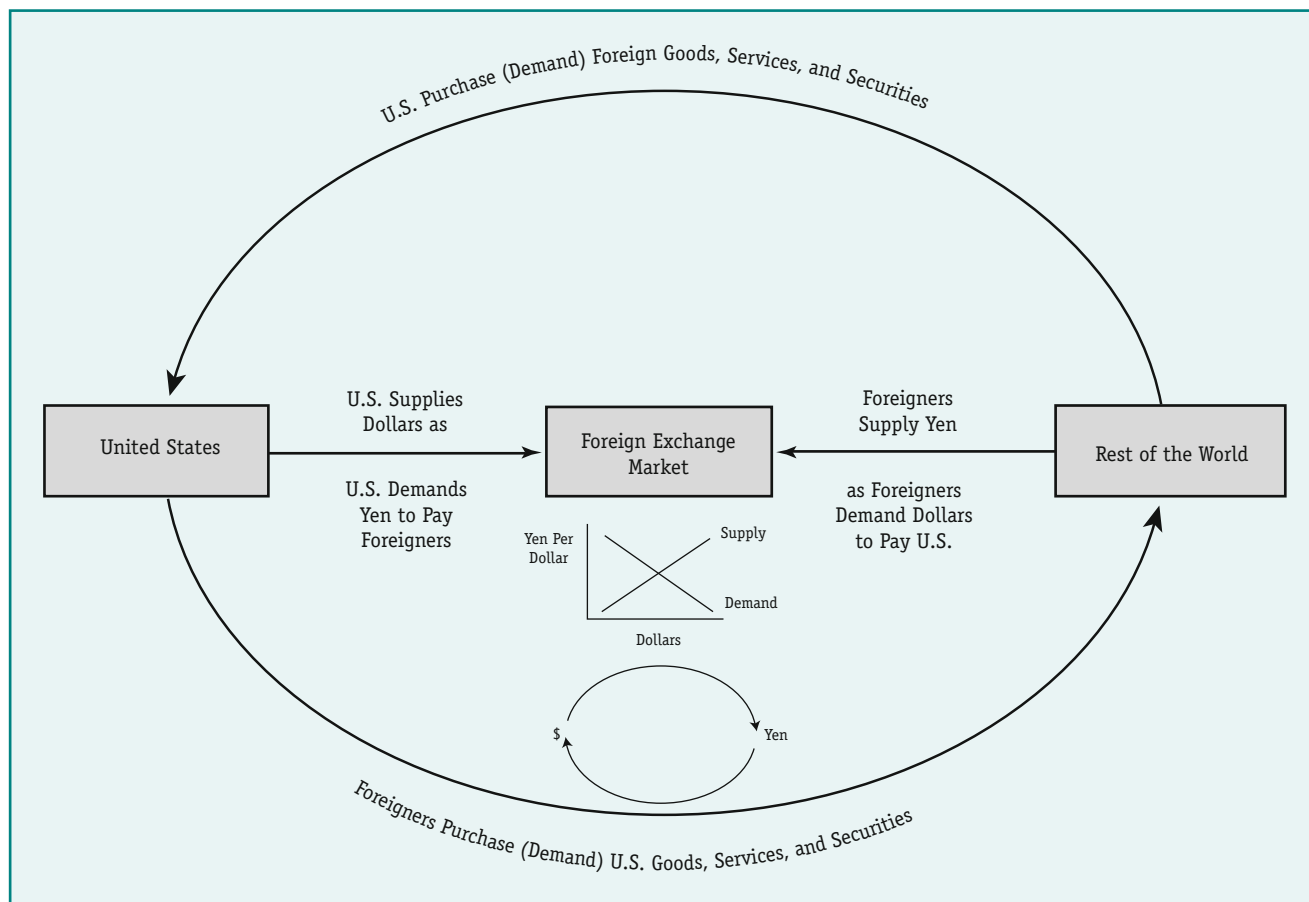 U.S. Purchase (Demand) Foreign Goods, Services, and Securities
United States
U.S. Supplies
Dollars as
U.S. Demands
Yen to Pay
Foreigners
Foreign Exchange
Market
Foreigners
Supply Yen
as Foreigners
Demand Dollars
to Pay U.S.
Rest of the World
Yen Per
Dollar
Supply
Demand
Dollars
$
Yen
Foreigners Purchase (Demand) U.S. Goods, Services, and Securities